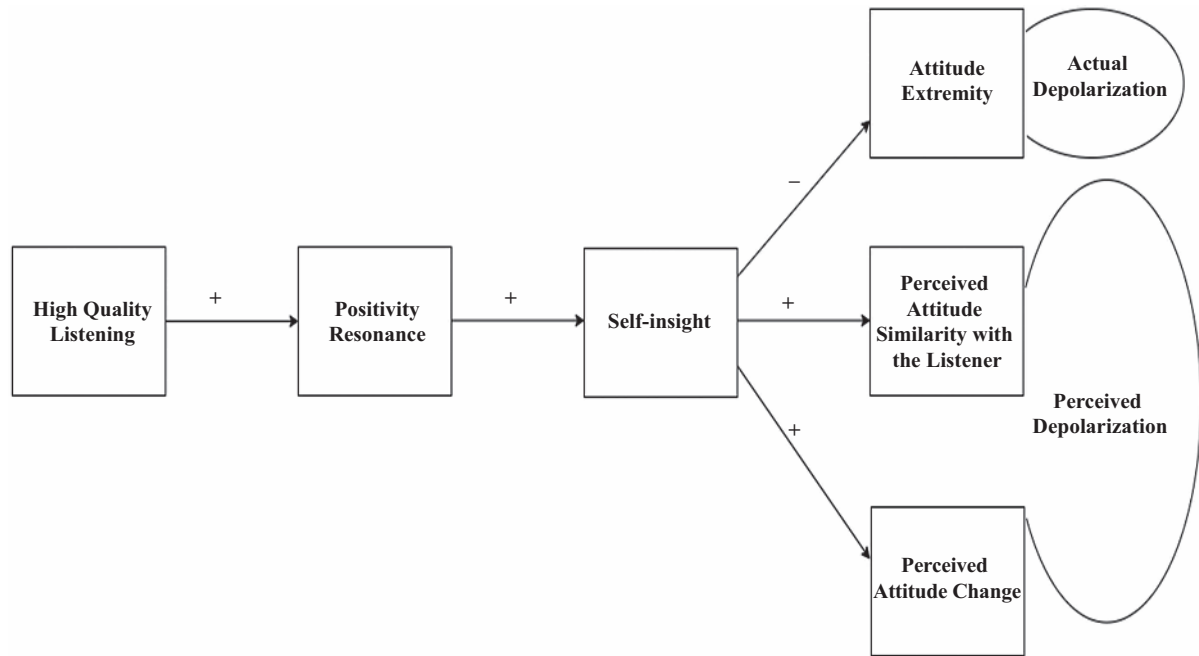 High Quality
Listening
+
Positivity
Resonance
+
Self-insight
−
+
+
Attitude
Extremity
Actual
Depolarization
Perceived
Attitude
Similarity with
the Listener
Perceived
Attitude Change
Perceived
Depolarization